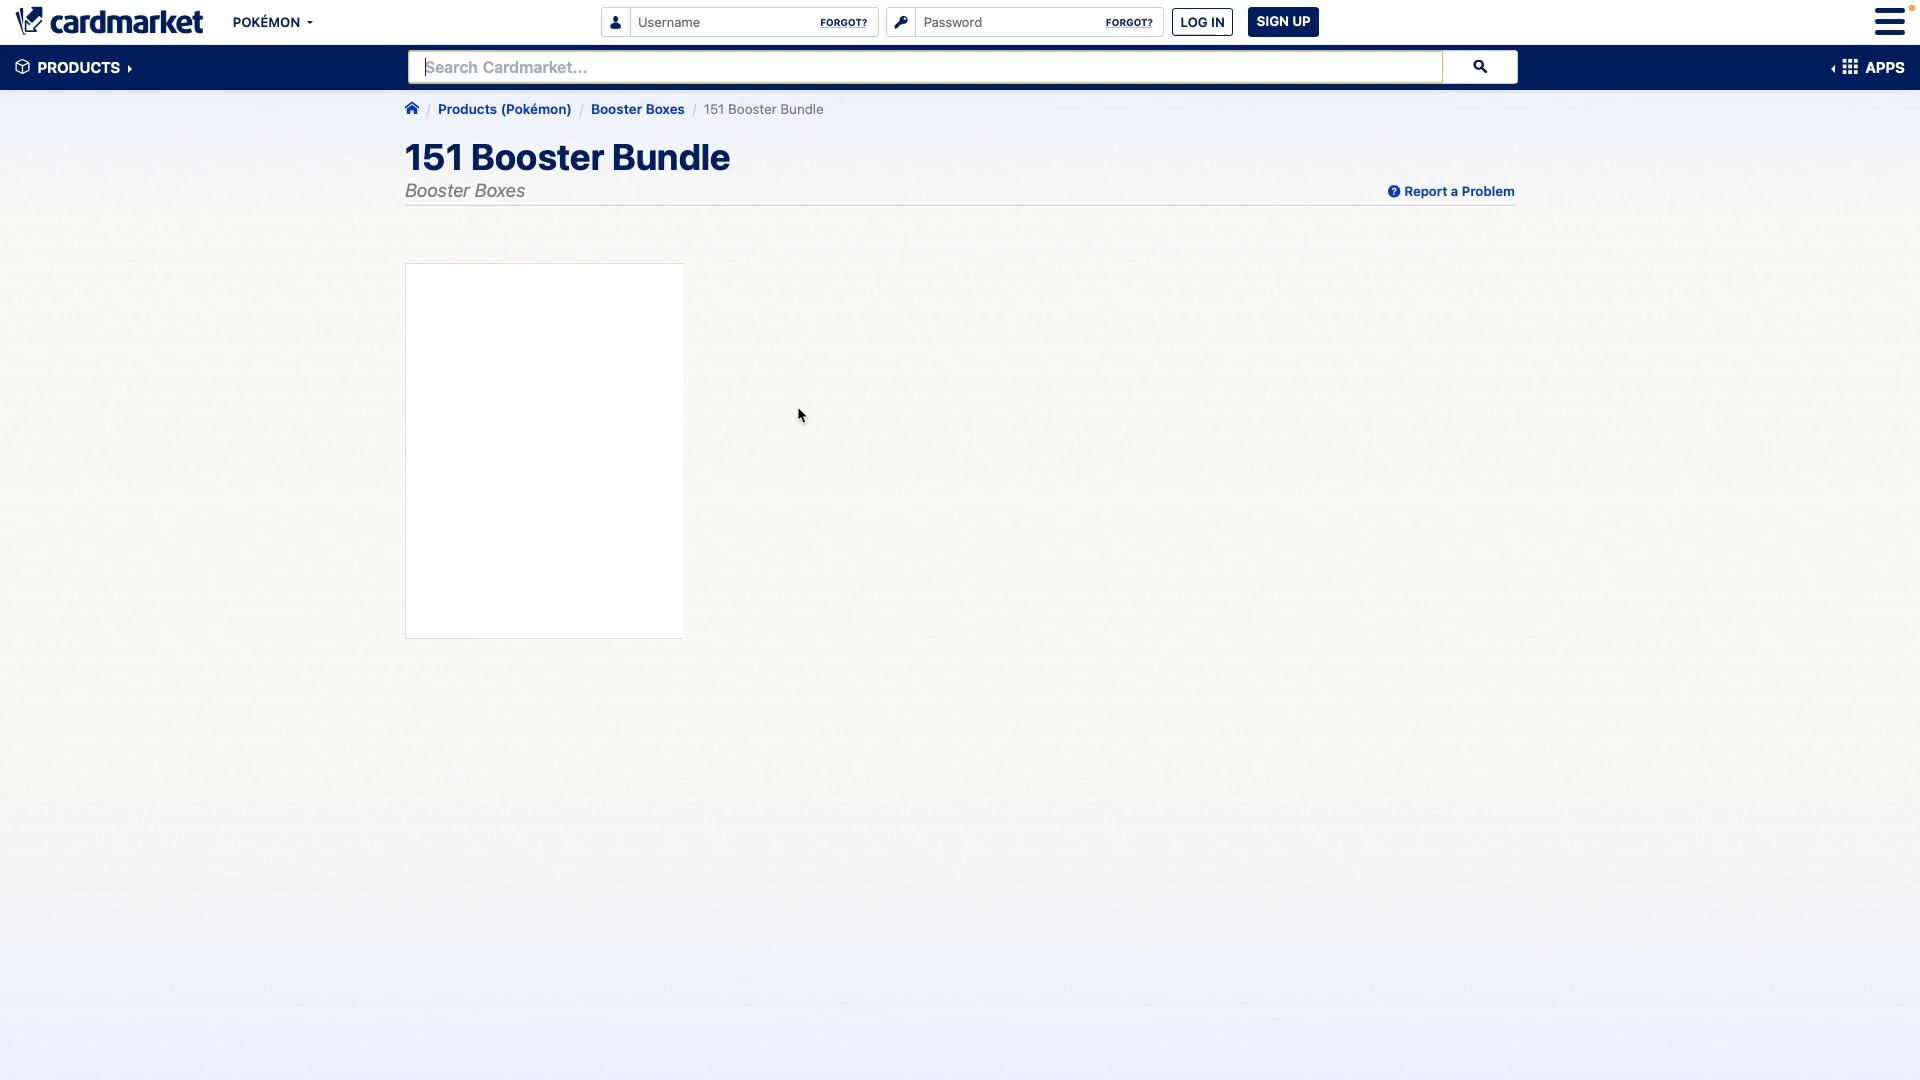 cardmarket POKÉMON Username FORGOT? Password FORGOT? LOG IN SIGN UP
PRODUCTS Search Cardmarket... APPS
/ Products (Pokémon) / Booster Boxes / 151 Booster Bundle
151 Booster Bundle
Booster Boxes
Report a Problem